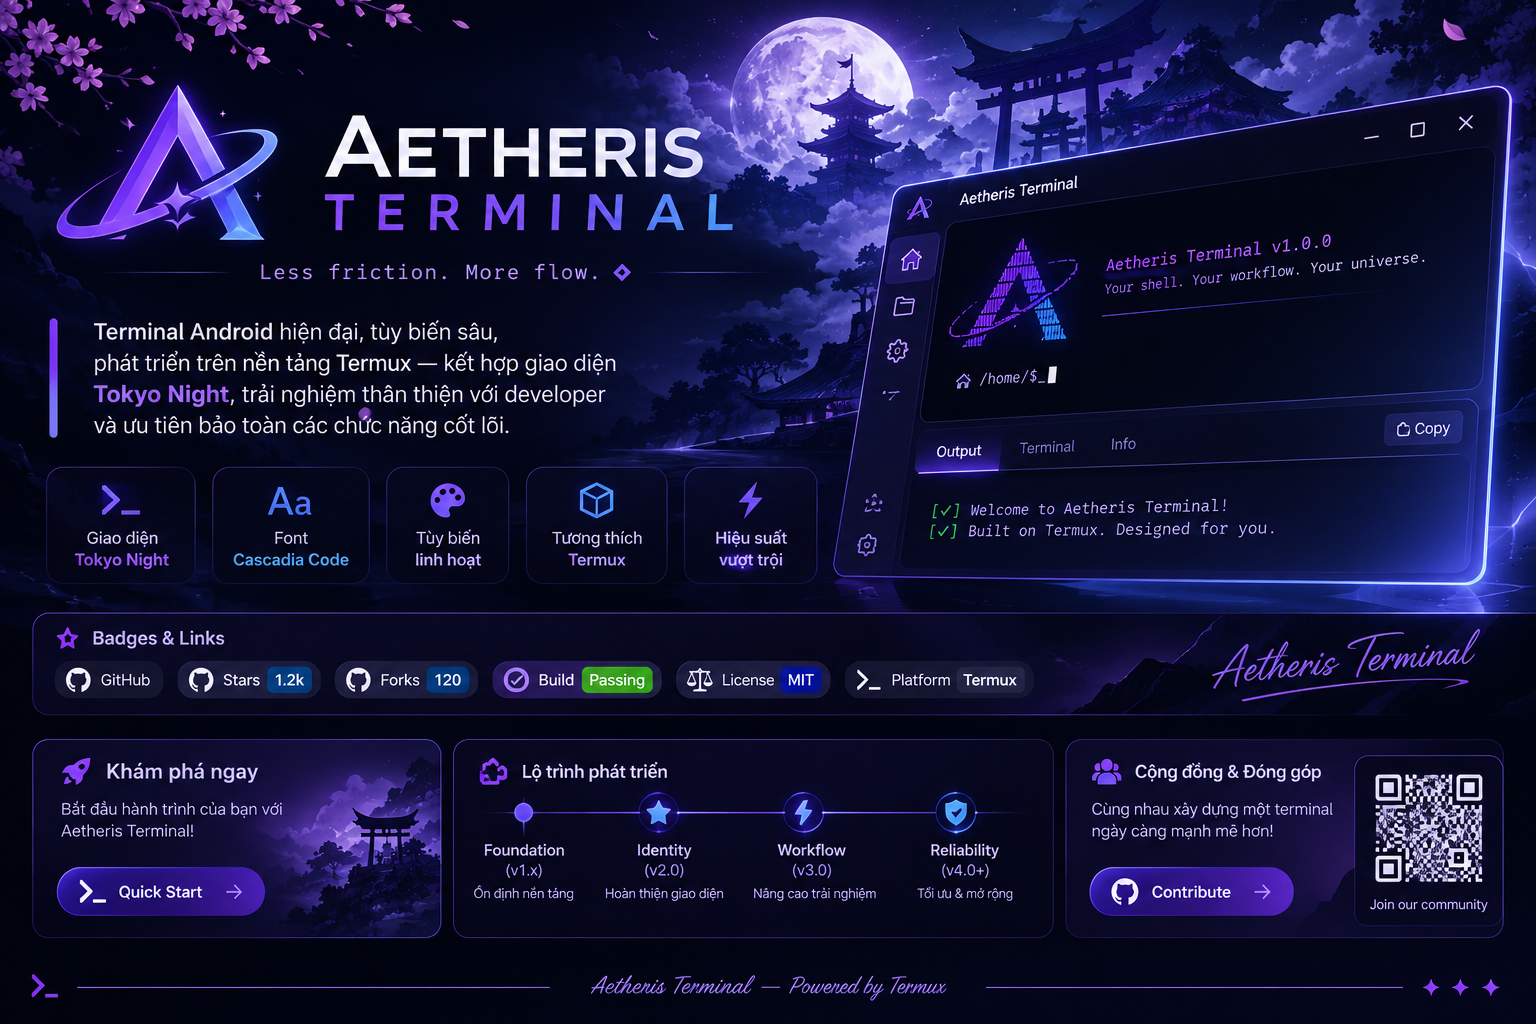 AETHERIS
TERMINAL
Less friction. More flow.
Terminal Android hiện đại, tùy biến sâu,
phát triển trên nền tảng Termux — kết hợp giao diện
Tokyo Night, trải nghiệm thân thiện với developer
và ưu tiên bảo toàn các chức năng cốt lõi.
>_
Giao diện
Tokyo Night
Aa
Font
Cascadia Code
Tùy biến
linh hoạt
Tương thích
Termux
Hiệu suất
vượt trội
Aetheris Terminal
Aetheris Terminal v1.0.0
Your shell. Your workflow. Your universe.
/home/$_
Output
Terminal
Info
Copy
[✓] Welcome to Aetheris Terminal!
[✓] Built on Termux. Designed for you.
Badges & Links
GitHub
Stars 1.2k
Forks 120
Build Passing
License MIT
>_ Platform Termux
Aetheris Terminal
Khám phá ngay
Bắt đầu hành trình của bạn với
Aetheris Terminal!
>_ Quick Start →
Lộ trình phát triển
Foundation
(v1.x)
Ổn định nền tảng
Identity
(v2.0)
Hoàn thiện giao diện
Workflow
(v3.0)
Nâng cao trải nghiệm
Reliability
(v4.0+)
Tối ưu & mở rộng
Cộng đồng & Đóng góp
Cùng nhau xây dựng một terminal
ngày càng mạnh mẽ hơn!
Contribute →
Join our community
>_
Aetheris Terminal — Powered by Termux